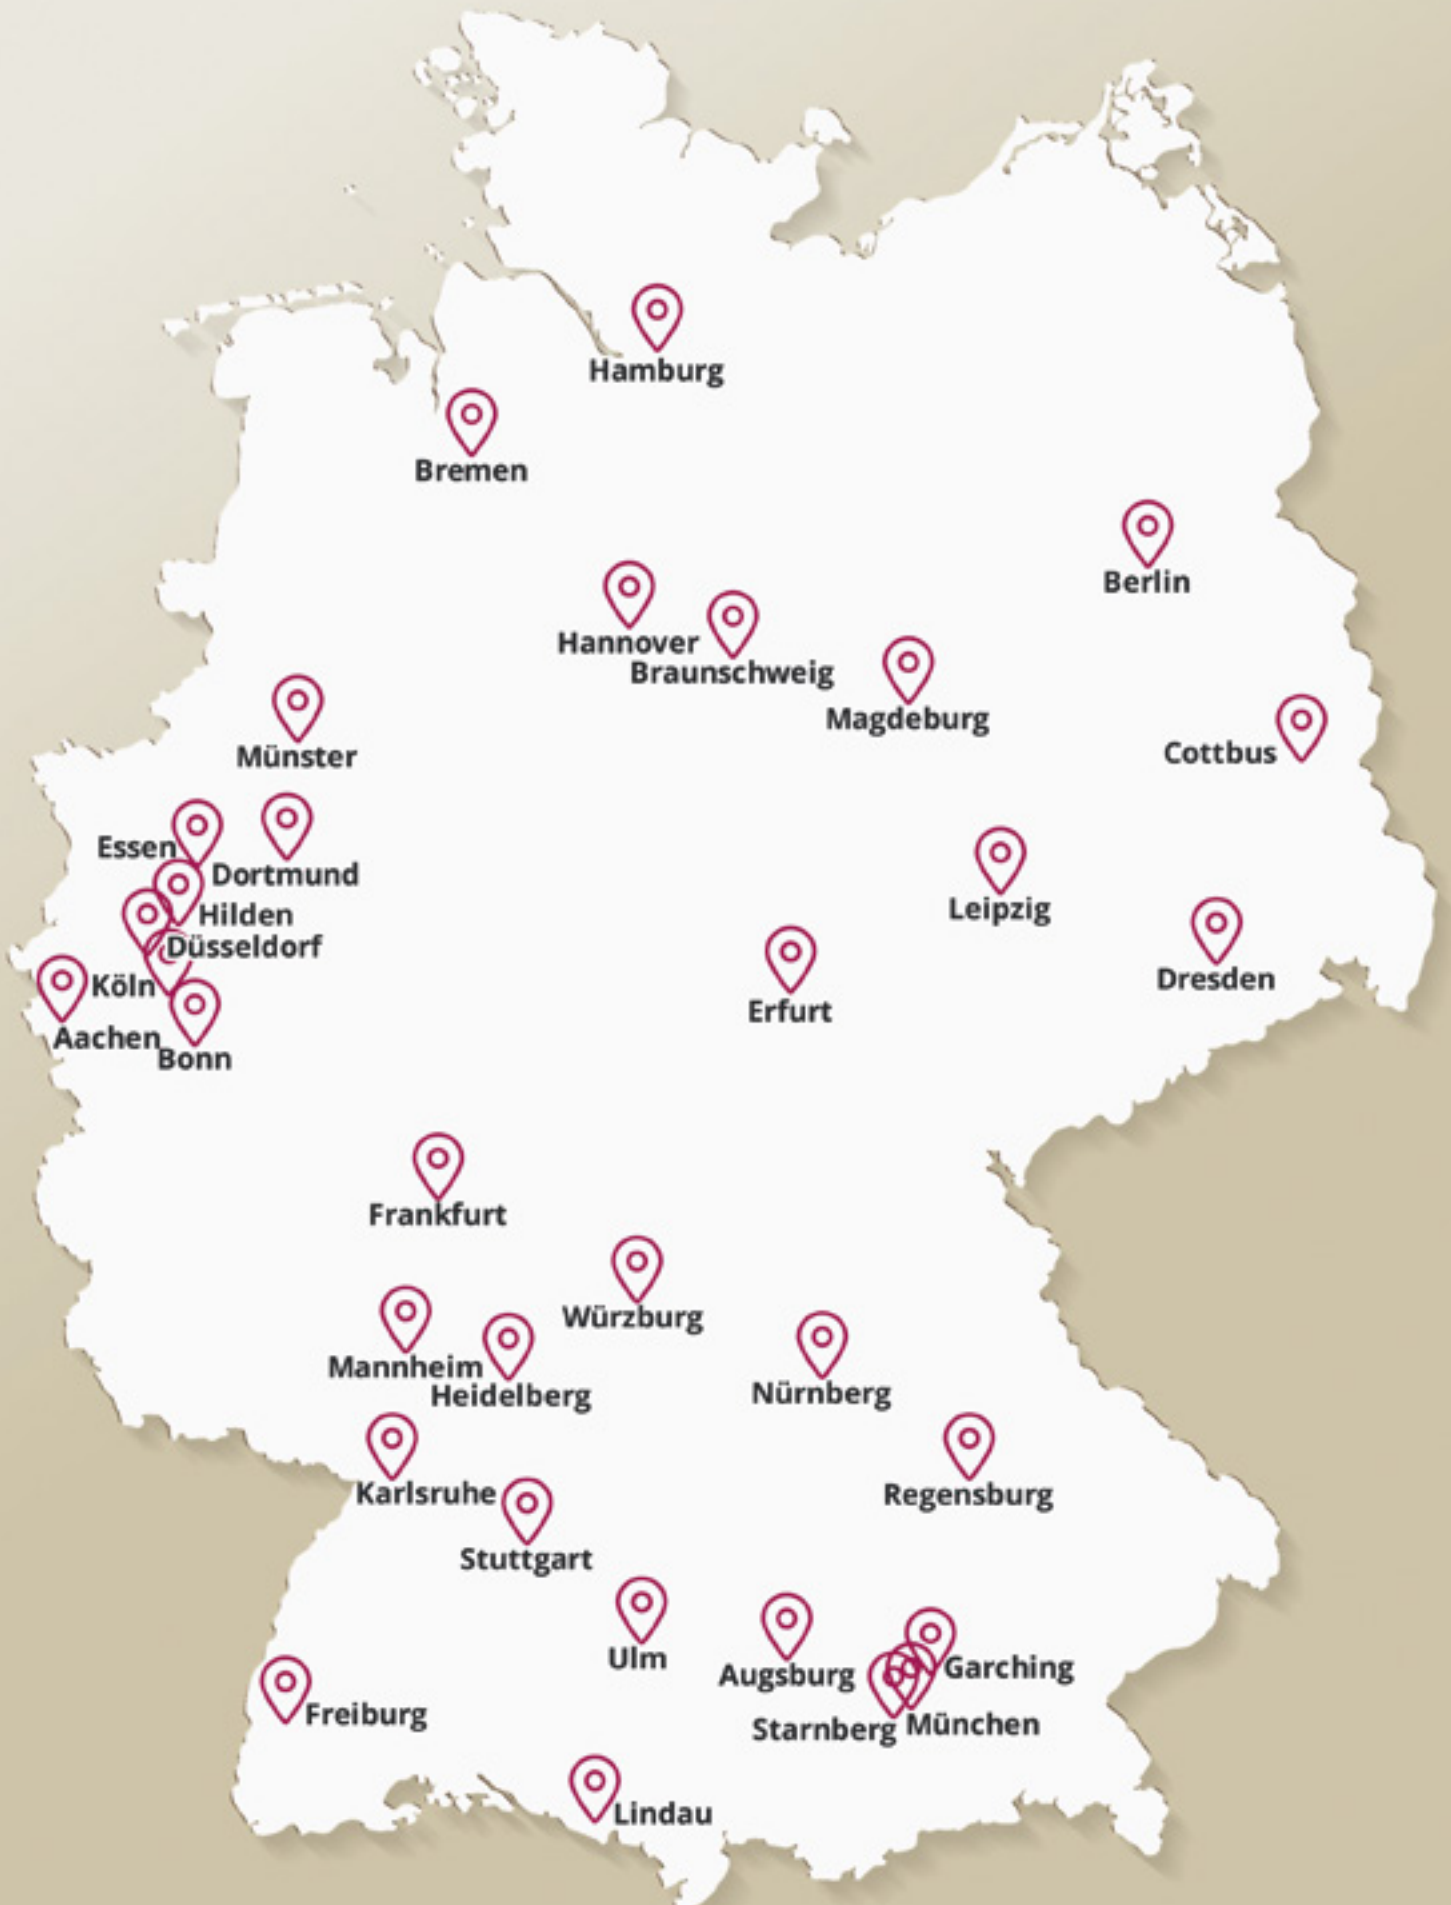 Hamburg
Bremen
Berlin
Hannover
Braunschweig
Magdeburg
Cottbus
Münster
Essen
Dortmund
Hilden
Düsseldorf
Köln
Aachen
Bonn
Leipzig
Dresden
Erfurt
Frankfurt
Würzburg
Mannheim
Heidelberg
Nürnberg
Karlsruhe
Regensburg
Stuttgart
Ulm
Augsburg
Garching
Starnberg
München
Freiburg
Lindau